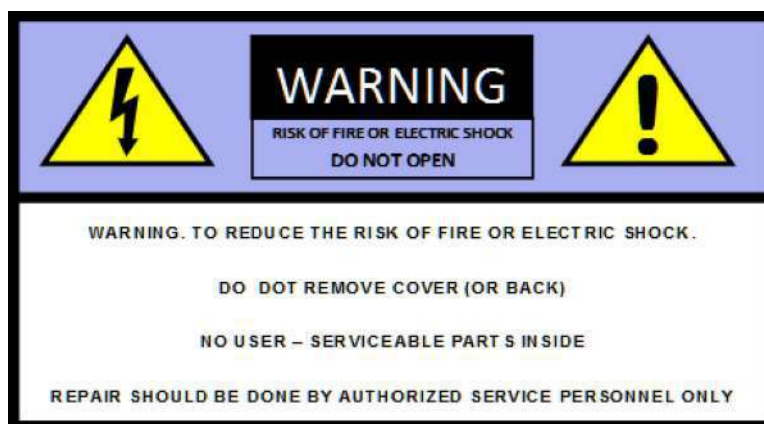 WARNING
RISK OF FIRE OR ELECTRIC SHOCK
DO NOT OPEN
WARNING. TO REDUCE THE RISK OF FIRE OR ELECTRIC SHOCK.
DO DOT REMOVE COVER (OR BACK)
NO USER – SERVICEABLE PART S INSIDE
REPAIR SHOULD BE DONE BY AUTHORIZED SERVICE PERSONNEL ONLY